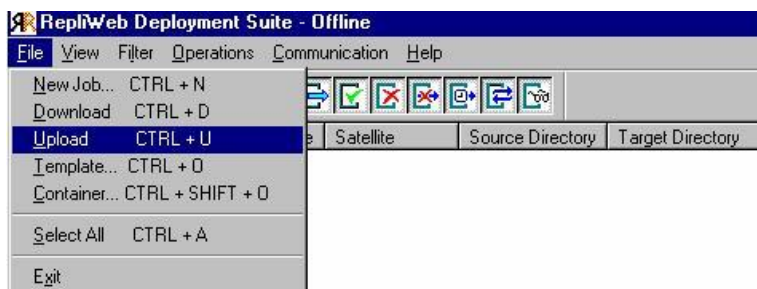 RepliWeb Deployment Suite - Offline
File View Filter Operations Communication Help
New Job... CTRL + N
Download CTRL + D
Upload CTRL + U
Satellite Source Directory Target Directory
Template... CTRL + O
Container... CTRL + SHIFT + O
Select All CTRL + A
Exit